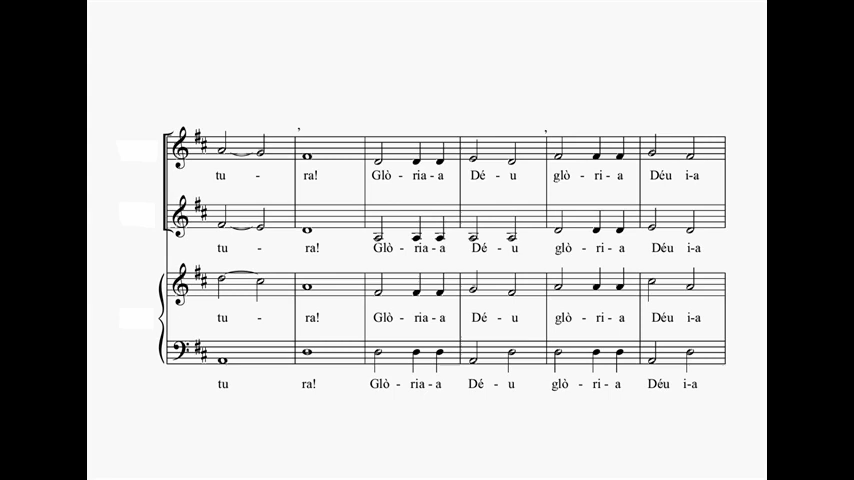 tu - ra! Glò - ria - a Dé - u glò - ri - a Déu i-a
tu - ra! Glò - ria - a Dé - u glò - ri - a Déu i-a
tu - ra! Glò - ria - a Dé - u glò - ri - a Déu i-a
tu ra! Glò - ria - a Dé - u glò - ri - a Déu i-a